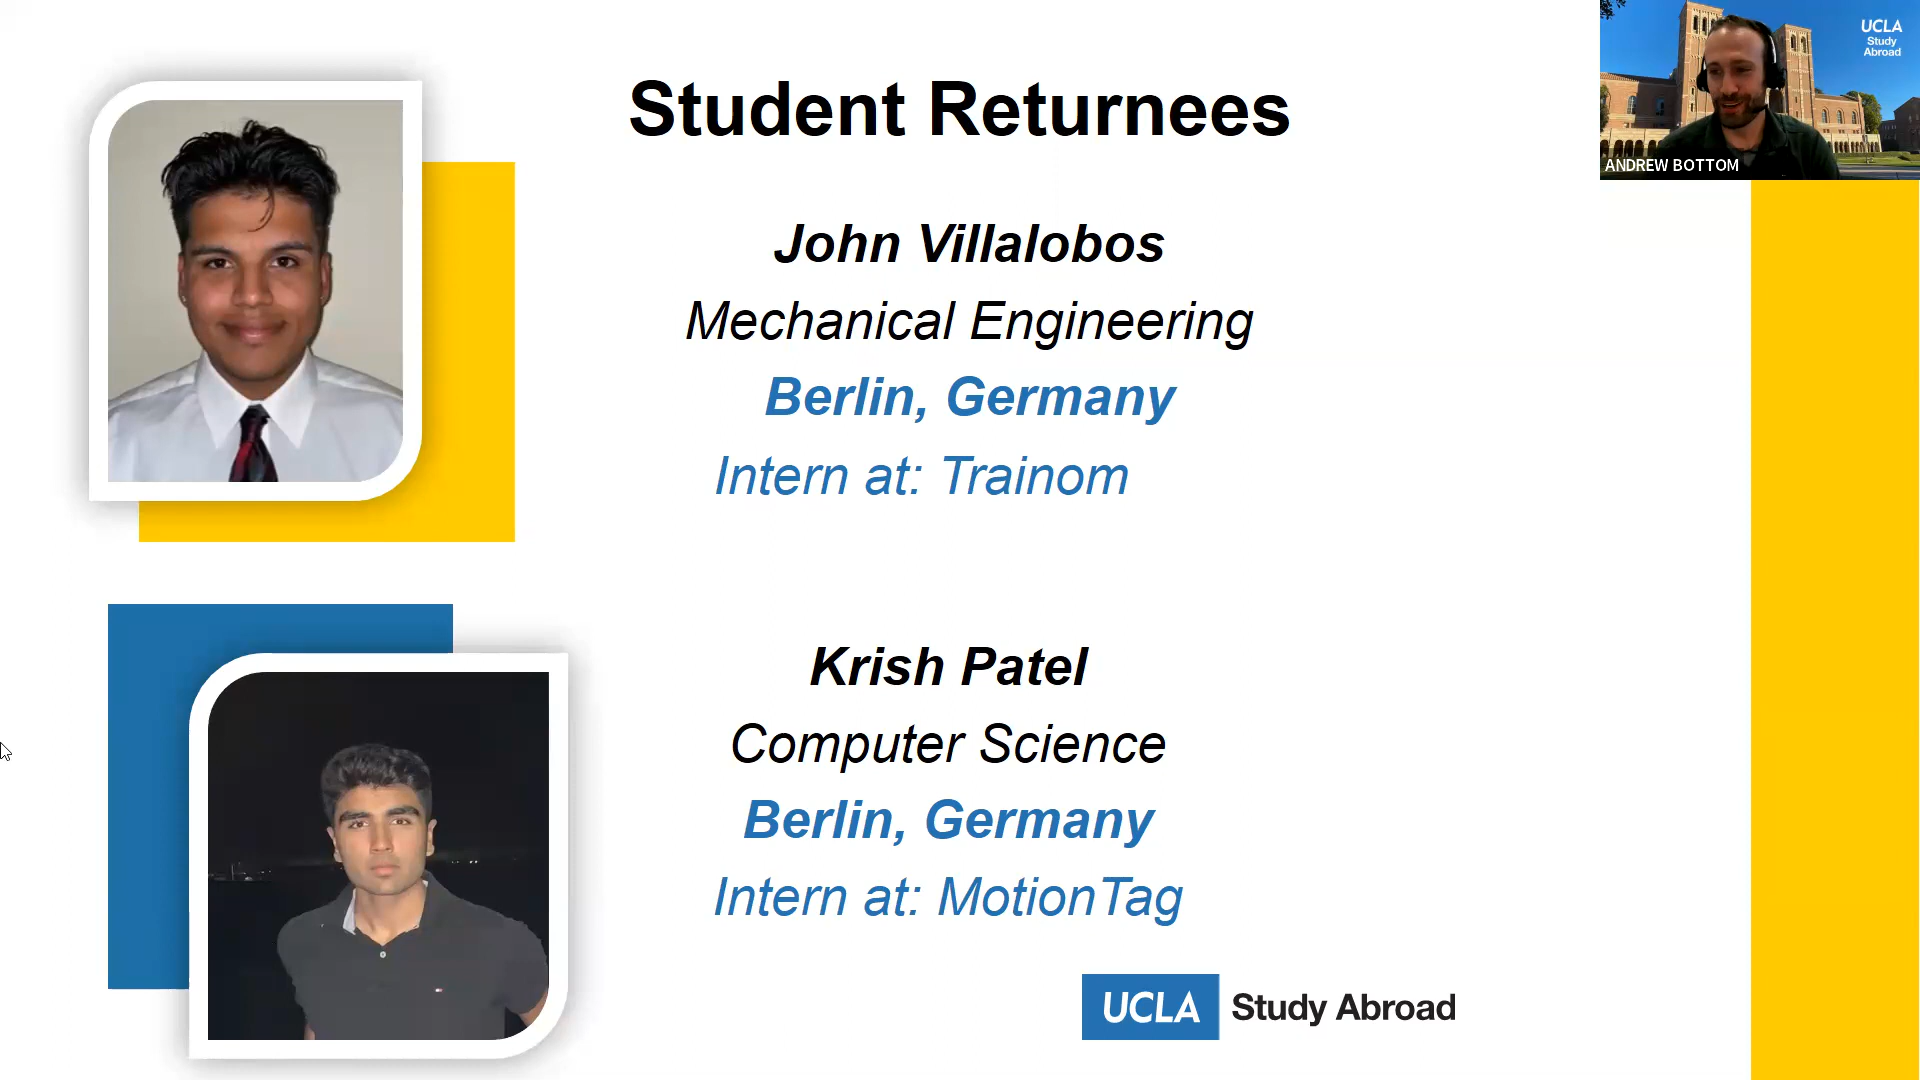 Student Returnees
UCLA
Study
Abroad
ANDREW BOTTOM
John Villalobos
Mechanical Engineering
Berlin, Germany
Intern at: Trainom
Krish Patel
Computer Science
Berlin, Germany
Intern at: MotionTag
UCLA Study Abroad